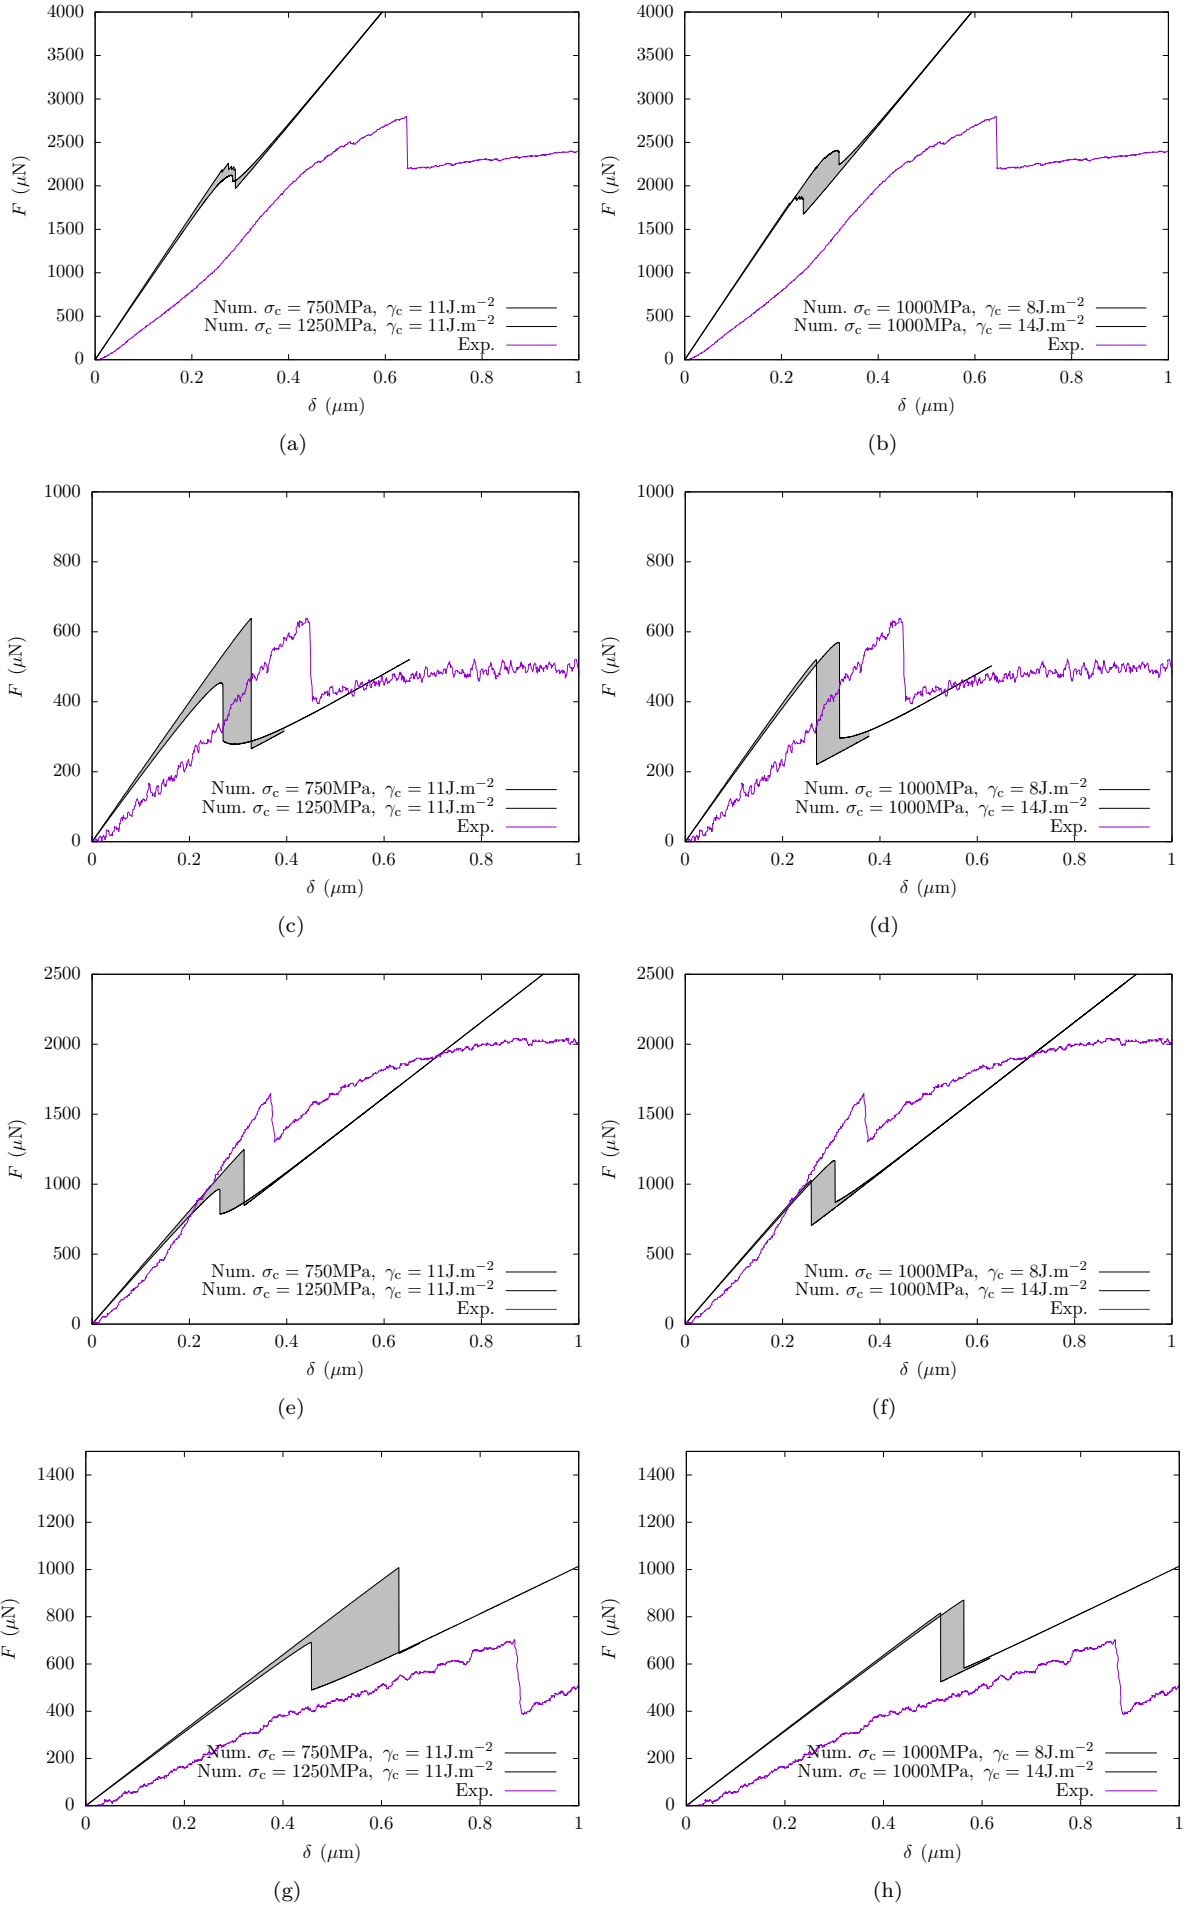 4000
3500
3000
2500
2000
1500
1000
500
0
F (μN)
Num. σc = 750MPa, γc = 11J.m−2
Num. σc = 1250MPa, γc = 11J.m−2
Exp.
0 0.2 0.4 0.6 0.8 1
δ (μm)
(a)
4000
3500
3000
2500
2000
1500
1000
500
0
F (μN)
Num. σc = 1000MPa, γc = 8J.m−2
Num. σc = 1000MPa, γc = 14J.m−2
Exp.
0 0.2 0.4 0.6 0.8 1
δ (μm)
(b)
1000
800
600
400
200
0
F (μN)
Num. σc = 750MPa, γc = 11J.m−2
Num. σc = 1250MPa, γc = 11J.m−2
Exp.
0 0.2 0.4 0.6 0.8 1
δ (μm)
(c)
1000
800
600
400
200
0
F (μN)
Num. σc = 1000MPa, γc = 8J.m−2
Num. σc = 1000MPa, γc = 14J.m−2
Exp.
0 0.2 0.4 0.6 0.8 1
δ (μm)
(d)
2500
2000
1500
1000
500
0
F (μN)
Num. σc = 750MPa, γc = 11J.m−2
Num. σc = 1250MPa, γc = 11J.m−2
Exp.
0 0.2 0.4 0.6 0.8 1
δ (μm)
(e)
2500
2000
1500
1000
500
0
F (μN)
Num. σc = 1000MPa, γc = 8J.m−2
Num. σc = 1000MPa, γc = 14J.m−2
Exp.
0 0.2 0.4 0.6 0.8 1
δ (μm)
(f)
1400
1200
1000
800
600
400
200
0
F (μN)
Num. σc = 750MPa, γc = 11J.m−2
Num. σc = 1250MPa, γc = 11J.m−2
Exp.
0 0.2 0.4 0.6 0.8 1
δ (μm)
(g)
1400
1200
1000
800
600
400
200
0
F (μN)
Num. σc = 1000MPa, γc = 8J.m−2
Num. σc = 1000MPa, γc = 14J.m−2
Exp.
0 0.2 0.4 0.6 0.8 1
δ (μm)
(h)